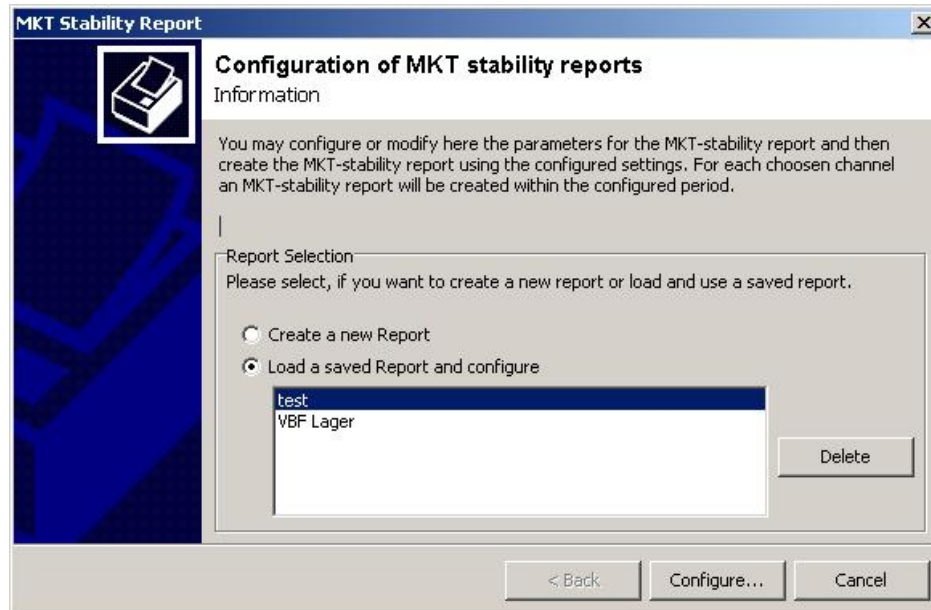 MKT Stability Report
Configuration of MKT stability reports
Information
You may configure or modify here the parameters for the MKT-stability report and then
create the MKT-stability report using the configured settings. For each choosen channel
an MKT-stability report will be created within the configured period.
Report Selection
Please select, if you want to create a new report or load and use a saved report.
Create a new Report
Load a saved Report and configure
test
VBF Lager
Delete
< Back
Configure...
Cancel